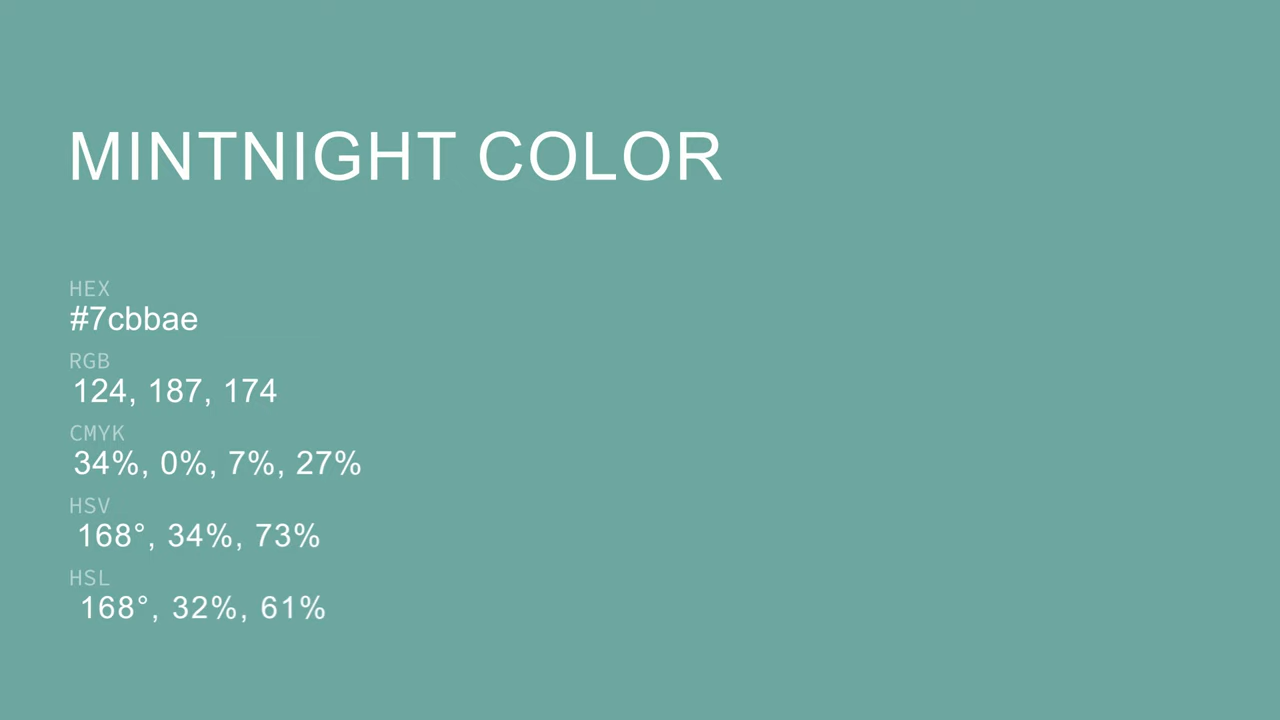 MINTNIGHT COLOR
HEX
#7cbbae
RGB
124, 187, 174
CMYK
34%, 0%, 7%, 27%
HSV
168°, 34%, 73%
HSL
168°, 32%, 61%